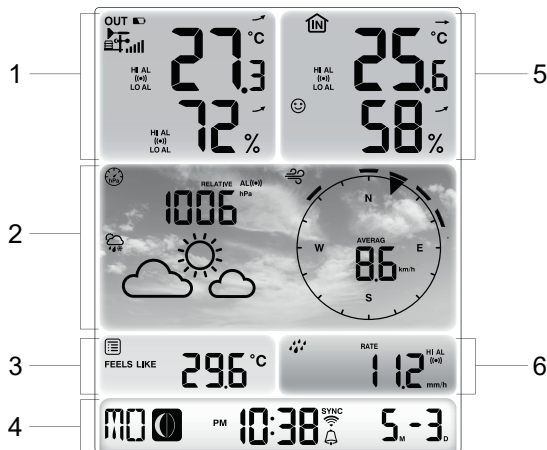 1
OUT
27.3 °C
HI AL
LO AL
72 %
HI AL
LO AL
5
IN
25.6 °C
HI AL
LO AL
58 %
2
hPa
RELATIVE AL
1006 hPa
N
W E
S
AVERAG
8.6 km/h
3
FEELS LIKE
29.6 °C
6
RATE
11.2 mm/h
HI AL
4
MO
PM 10:38
SYNC
5 M - 3 D